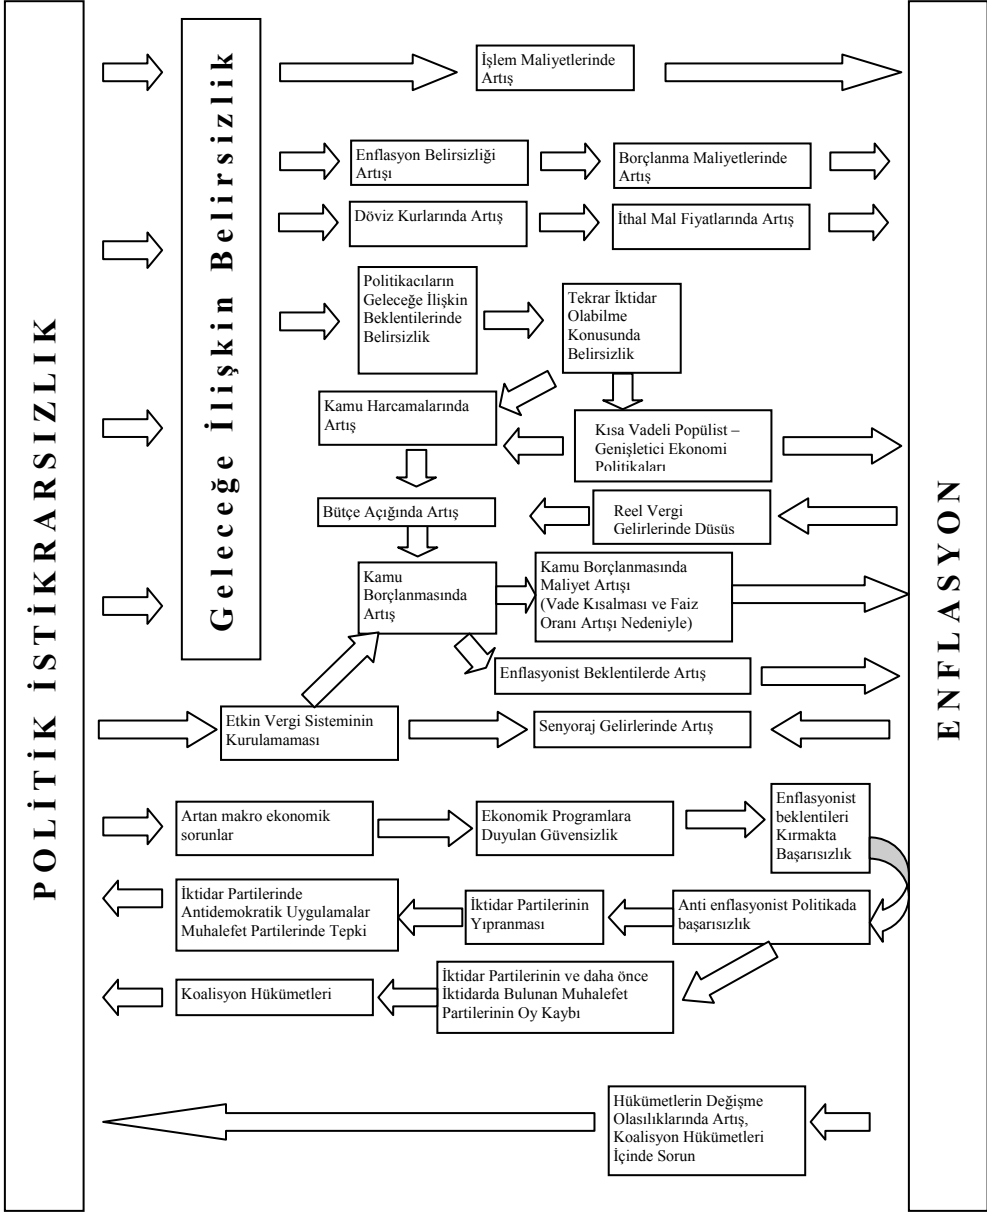 POLİTİK İSTİKRARSIZLIK
Geleceğe İlişkin Belirsizlik
İşlem Maliyetlerinde
Artış
Enflasyon Belirsizliği
Artışı
Borçlanma Maliyetlerinde
Artış
Döviz Kurlarında Artış
İthal Mal Fiyatlarında Artış
Politikacıların
Geleceğe İlişkin
Beklentilerinde
Belirsizlik
Tekrar İktidar
Olabilme
Konusunda
Belirsizlik
Kamu Harcamalarında
Artış
Kısa Vadeli Popülist –
Genişletici Ekonomi
Politikaları
Bütçe Açığında Artış
Reel Vergi
Gelirlerinde Düsüs
Kamu
Borçlanmasında
Artış
Kamu Borçlanmasında
Maliyet Artışı
(Vade Kısalması ve Faiz
Oranı Artışı Nedeniyle)
Enflasyonist Beklentilerde Artış
Etkin Vergi Sisteminin
Kurulamaması
Senyoraj Gelirlerinde Artış
Artan makro ekonomik
sorunlar
Ekonomik Programlara
Duyulan Güvensizlik
Enflasyonist
beklentileri
Kırmakta
Başarısızlık
İktidar Partilerinde
Antidemokratik Uygulamalar
Muhalefet Partilerinde Tepki
İktidar Partilerinin
Yıpranması
Anti enflasyonist Politikada
başarısızlık
Koalisyon Hükümetleri
İktidar Partilerinin ve daha önce
İktidarda Bulunan Muhalefet
Partilerinin Oy Kaybı
Hükümetlerin Değişme
Olasılıklarında Artış,
Koalisyon Hükümetleri
İçinde Sorun
ENFLASYON